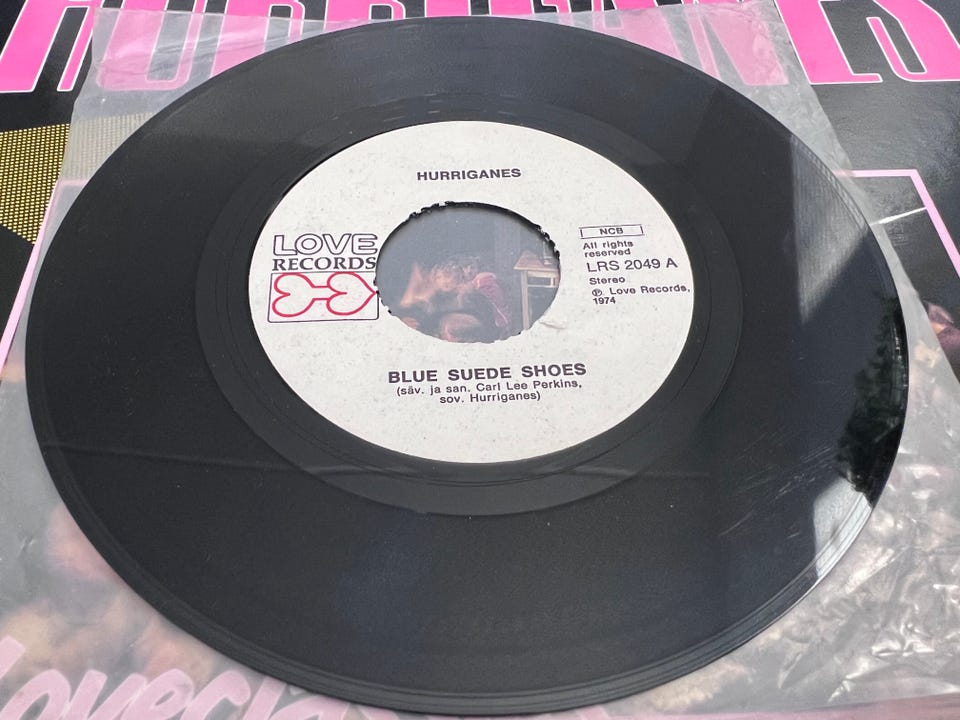 HURRIGANES
HURRIGANES
LOVE
RECORDS
NCB
All rights
reserved
LRS 2049 A
Stereo
℗ Love Records,
1974
BLUE SUEDE SHOES
(säv. ja san. Carl Lee Perkins,
sov. Hurriganes)